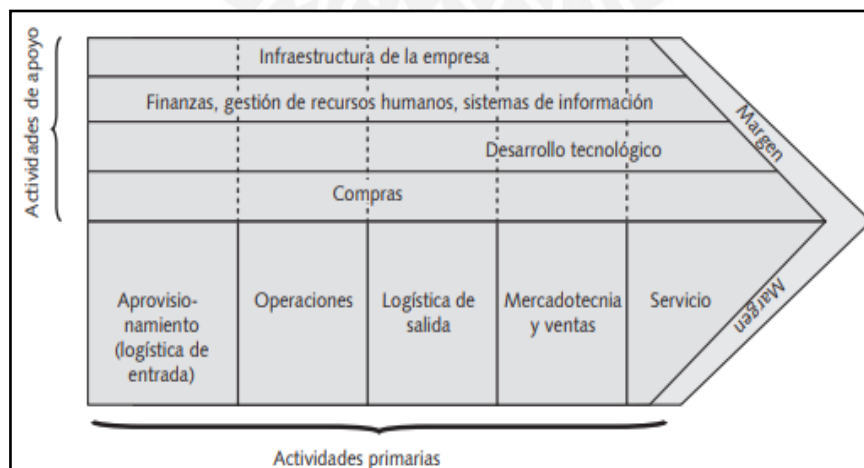 Actividades de apoyo
Infraestructura de la empresa
Finanzas, gestión de recursos humanos, sistemas de información
Desarrollo tecnológico
Compras
Margen
Aprovisio-
namiento
(logística de
entrada)
Operaciones
Logística de
salida
Mercadotecnia
y ventas
Servicio
Margen
Actividades primarias